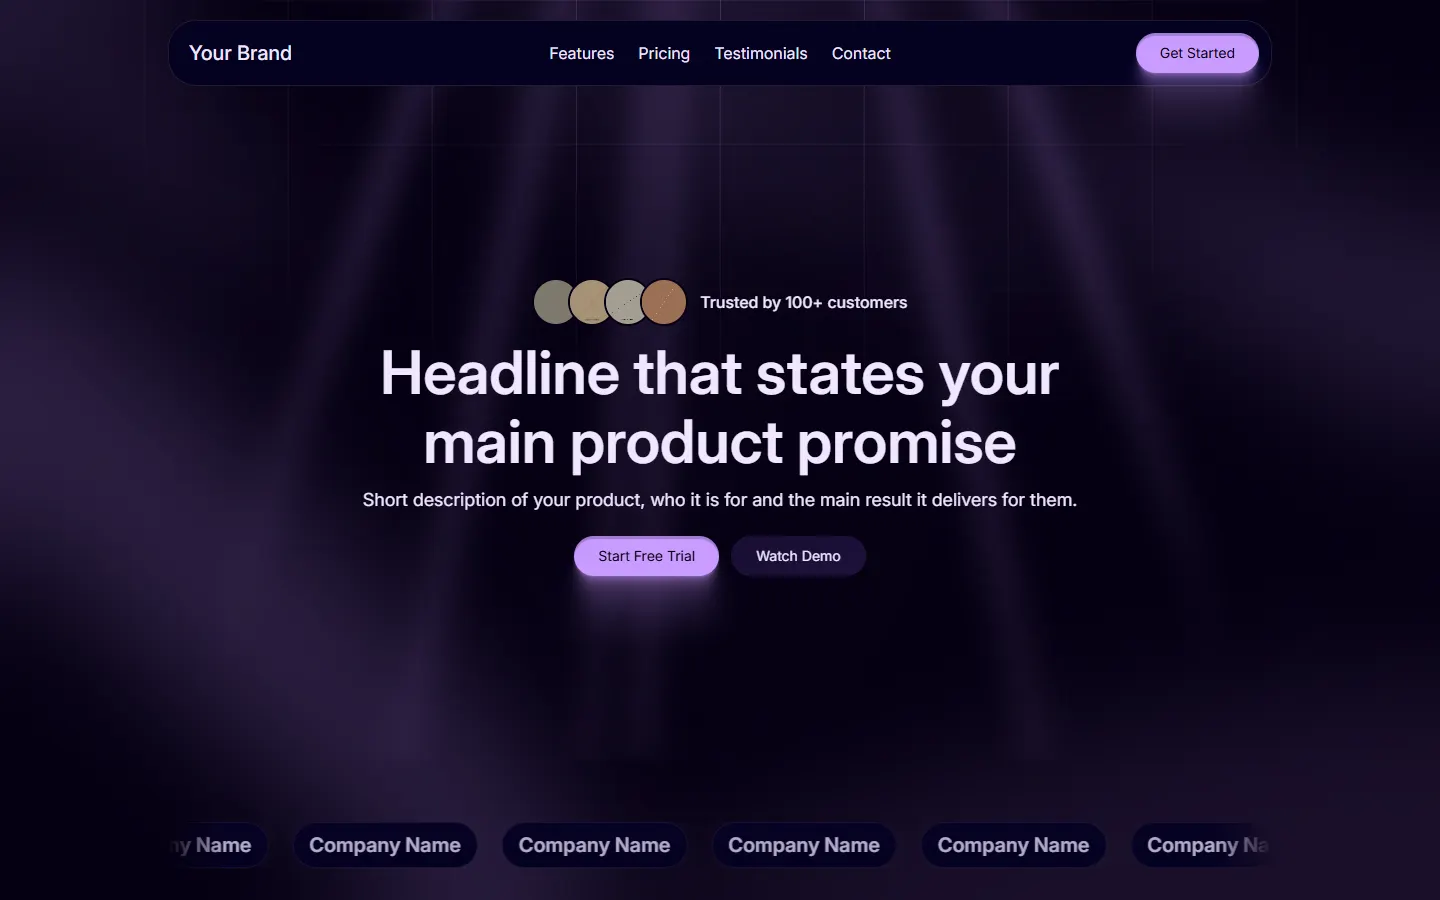 Your Brand
Features
Pricing
Testimonials
Contact
Get Started
Trusted by 100+ customers
Headline that states your
main product promise
Short description of your product, who it is for and the main result it delivers for them.
Start Free Trial
Watch Demo
ny Name
Company Name
Company Name
Company Name
Company Name
Company Na